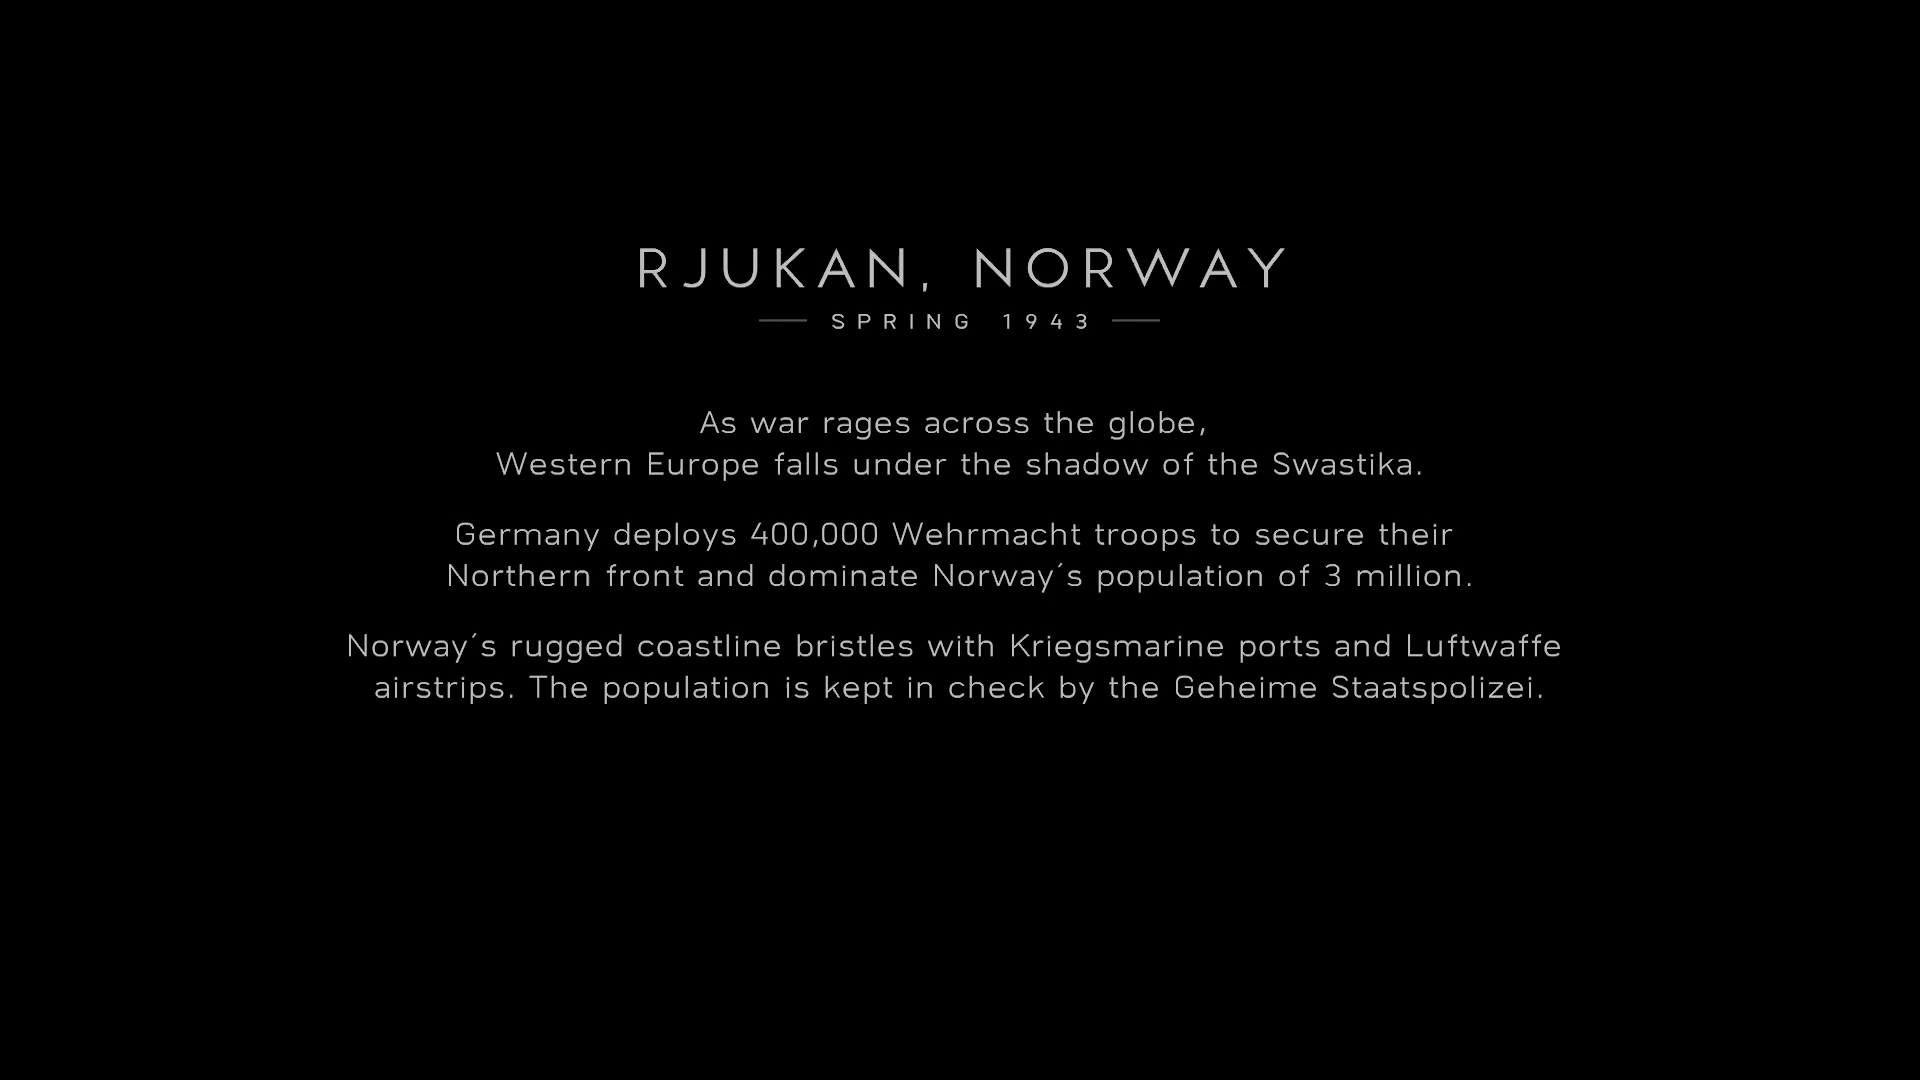 RJUKAN, NORWAY
SPRING 1943
As war rages across the globe,
Western Europe falls under the shadow of the Swastika.
Germany deploys 400,000 Wehrmacht troops to secure their
Northern front and dominate Norway´s population of 3 million.
Norway´s rugged coastline bristles with Kriegsmarine ports and Luftwaffe
airstrips. The population is kept in check by the Geheime Staatspolizei.